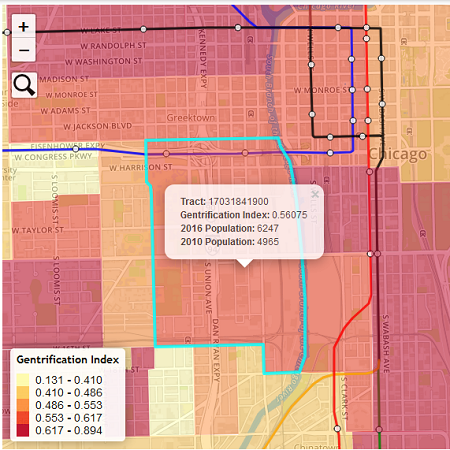 +
−
W LAKE ST
W RANDOLPH ST
W WASHINGTON ST
MADISON ST
W MONROE ST
W ADAMS ST
W JACKSON BLVD
KENNEDY EXPY
Greektown
W MONROE ST
EISENHOWER EXPY
W CONGRESS PKWY
W HARRISON ST
Chicago
S LOOMIS ST
W TAYLOR ST
S LOOMIS ST
Tract: 17031841900
Gentrification Index: 0.56075
2016 Population: 6247
2010 Population: 4965
×
S UNION AVE
DAN RYAN EXPY
S WABASH AVE
S CLARK ST
Chinatown
Gentrification Index
0.131 - 0.410
0.410 - 0.486
0.486 - 0.553
0.553 - 0.617
0.617 - 0.894